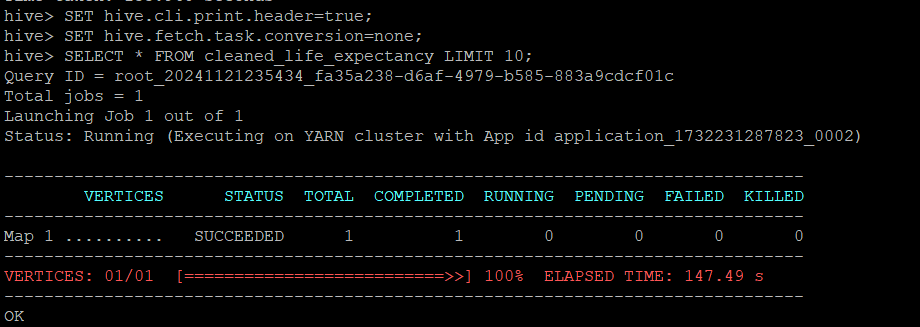 hive> SET hive.cli.print.header=true;
hive> SET hive.fetch.task.conversion=none;
hive> SELECT * FROM cleaned_life_expectancy LIMIT 10;
Query ID = root_20241121235434_fa35a238-d6af-4979-b585-883a9cdcf01c
Total jobs = 1
Launching Job 1 out of 1
Status: Running (Executing on YARN cluster with App id application_1732231287823_0002)
--------------------------------------------------------------------------------
        VERTICES      STATUS  TOTAL  COMPLETED  RUNNING  PENDING  FAILED  KILLED
--------------------------------------------------------------------------------
Map 1 ..........   SUCCEEDED      1          1        0        0       0       0
--------------------------------------------------------------------------------
VERTICES: 01/01  [==========================>>] 100%  ELAPSED TIME: 147.49 s
--------------------------------------------------------------------------------
OK